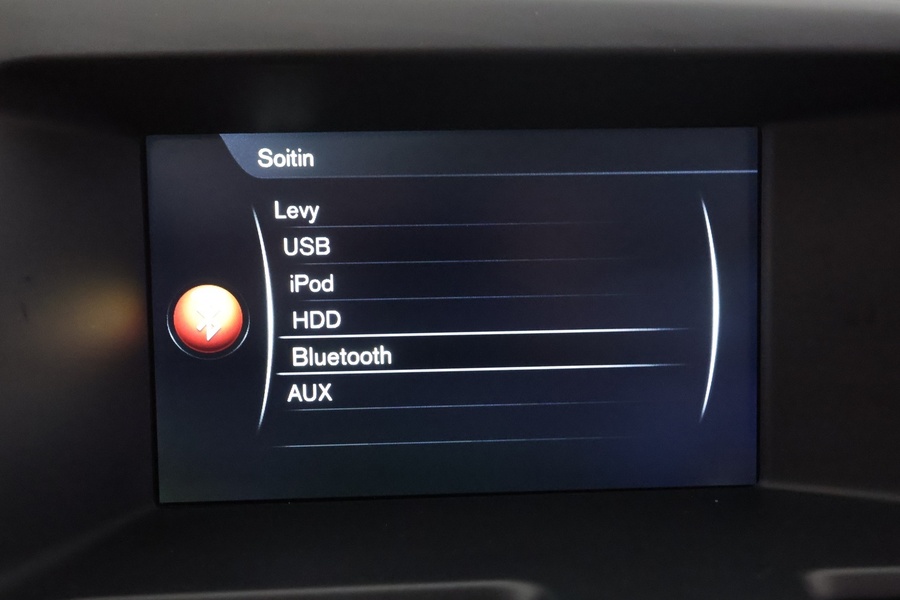 Soitin
Levy
USB
iPod
HDD
Bluetooth
AUX